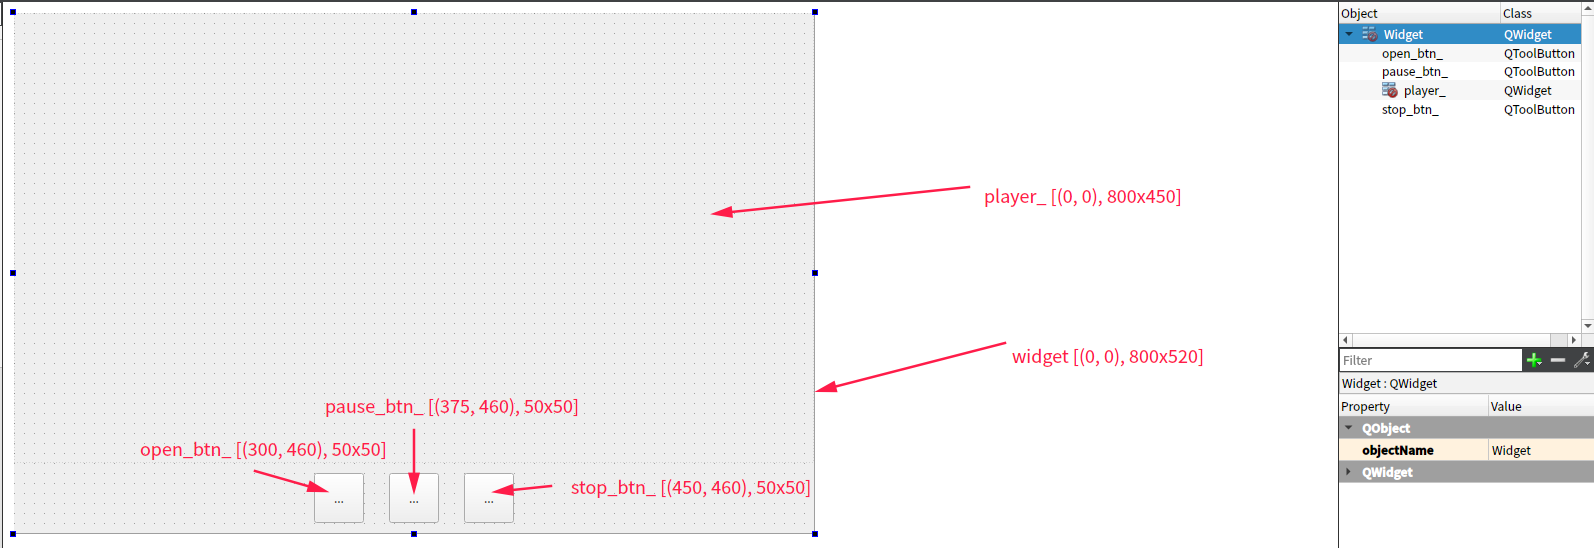 Object Class
Widget QWidget
open_btn_ QToolButton
pause_btn_ QToolButton
player_ QWidget
stop_btn_ QToolButton
player_ [(0, 0), 800x450]
widget [(0, 0), 800x520]
pause_btn_ [(375, 460), 50x50]
open_btn_ [(300, 460), 50x50]
stop_btn_ [(450, 460), 50x50]
... ... ...
Filter
Widget : QWidget
Property Value
QObject
objectName Widget
QWidget